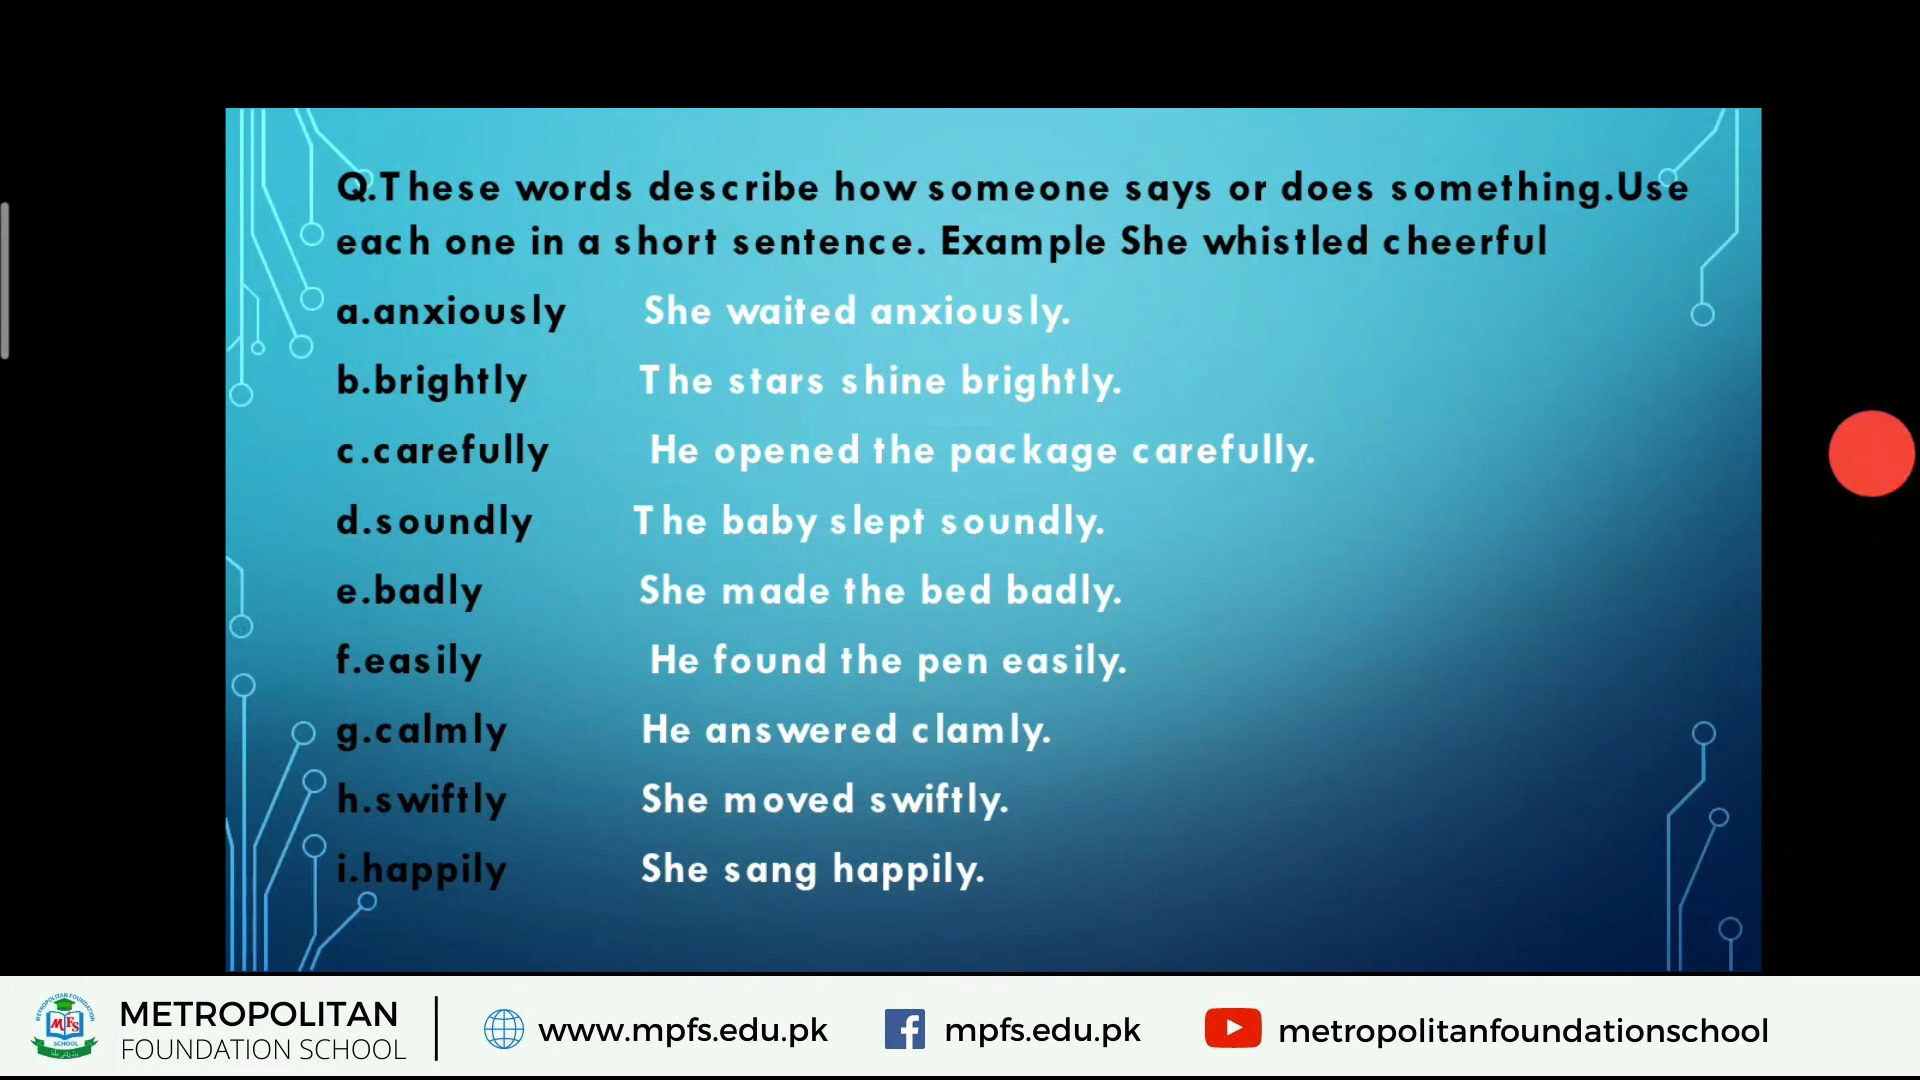 Q.These words describe how someone says or does something.Use
each one in a short sentence. Example She whistled cheerful
a.anxiously She waited anxiously.
b.brightly The stars shine brightly.
c.carefully He opened the package carefully.
d.soundly The baby slept soundly.
e.badly She made the bed badly.
f.easily He found the pen easily.
g.calmly He answered clamly.
h.swiftly She moved swiftly.
i.happily She sang happily.
MFS
SCHOOL
METROPOLITAN
FOUNDATION SCHOOL
www.mpfs.edu.pk
mpfs.edu.pk
metropolitanfoundationschool